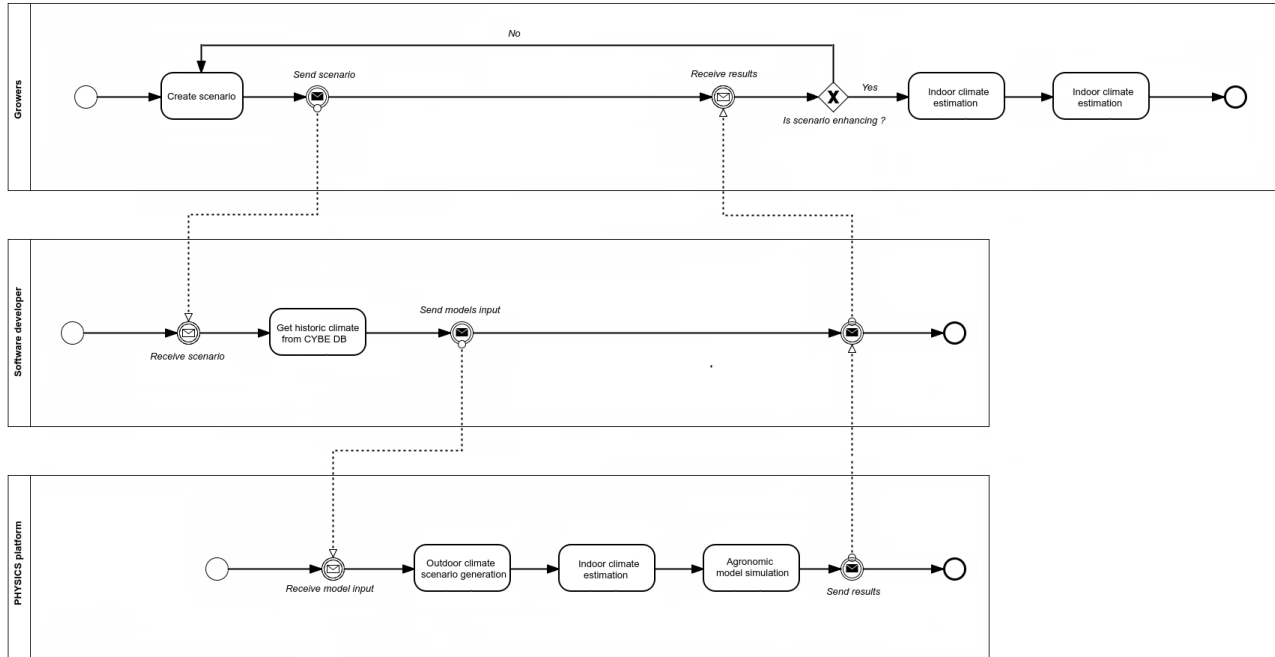 Growers
No
Send scenario
Receive results
Create scenario
Yes
Indoor climate
estimation
Indoor climate
estimation
Is scenario enhancing ?
Software developer
Send models input
Get historic climate
from CYBE DB
Receive scenario
PHYSICS platform
Outdoor climate
scenario generation
Indoor climate
estimation
Agronomic
model simulation
Receive model input
Send results